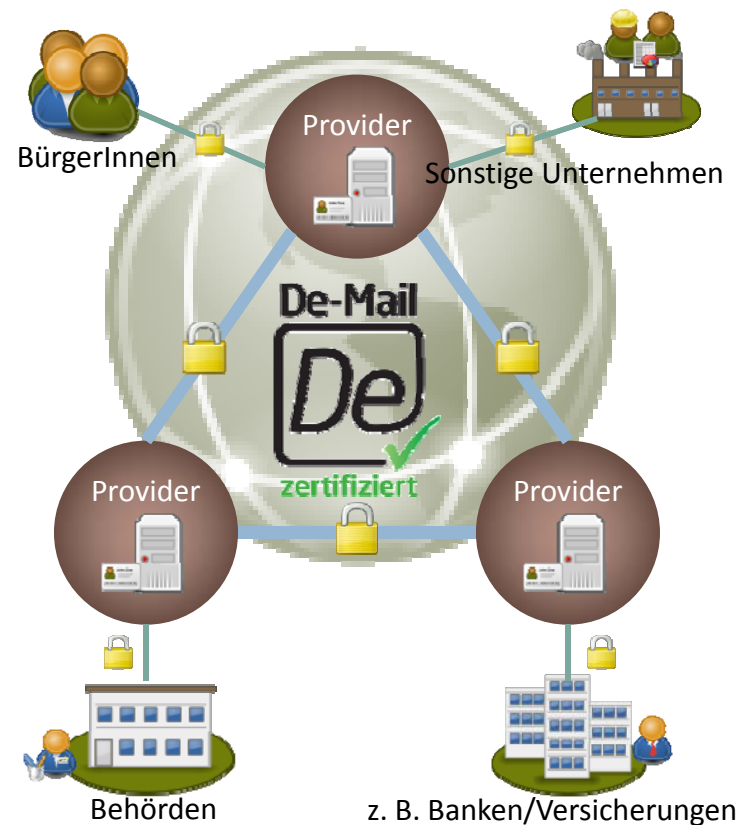 BürgerInnen
Provider
Sonstige Unternehmen
De-Mail
De
zertifiziert
Provider
Provider
Behörden
z. B. Banken/Versicherungen